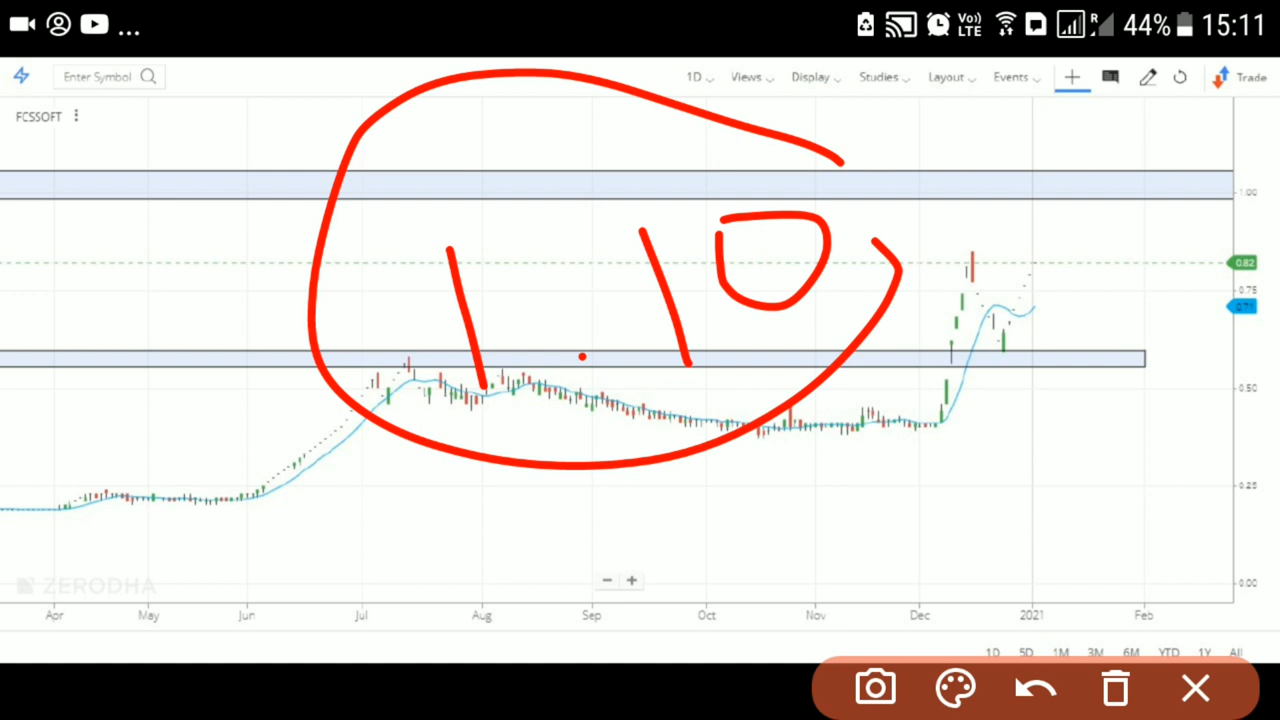 ... Vo)) LTE R 44% 15:11
Enter Symbol 1D Views Display Studies Layout Events Trade
FCSSOFT
1.00
1.10
0.82
0.75
0.71
0.50
0.25
ZERODHA
0.00
Apr May Jun Jul Aug Sep Oct Nov Dec 2021 Feb
1D 5D 1M 3M 6M YTD 1Y All